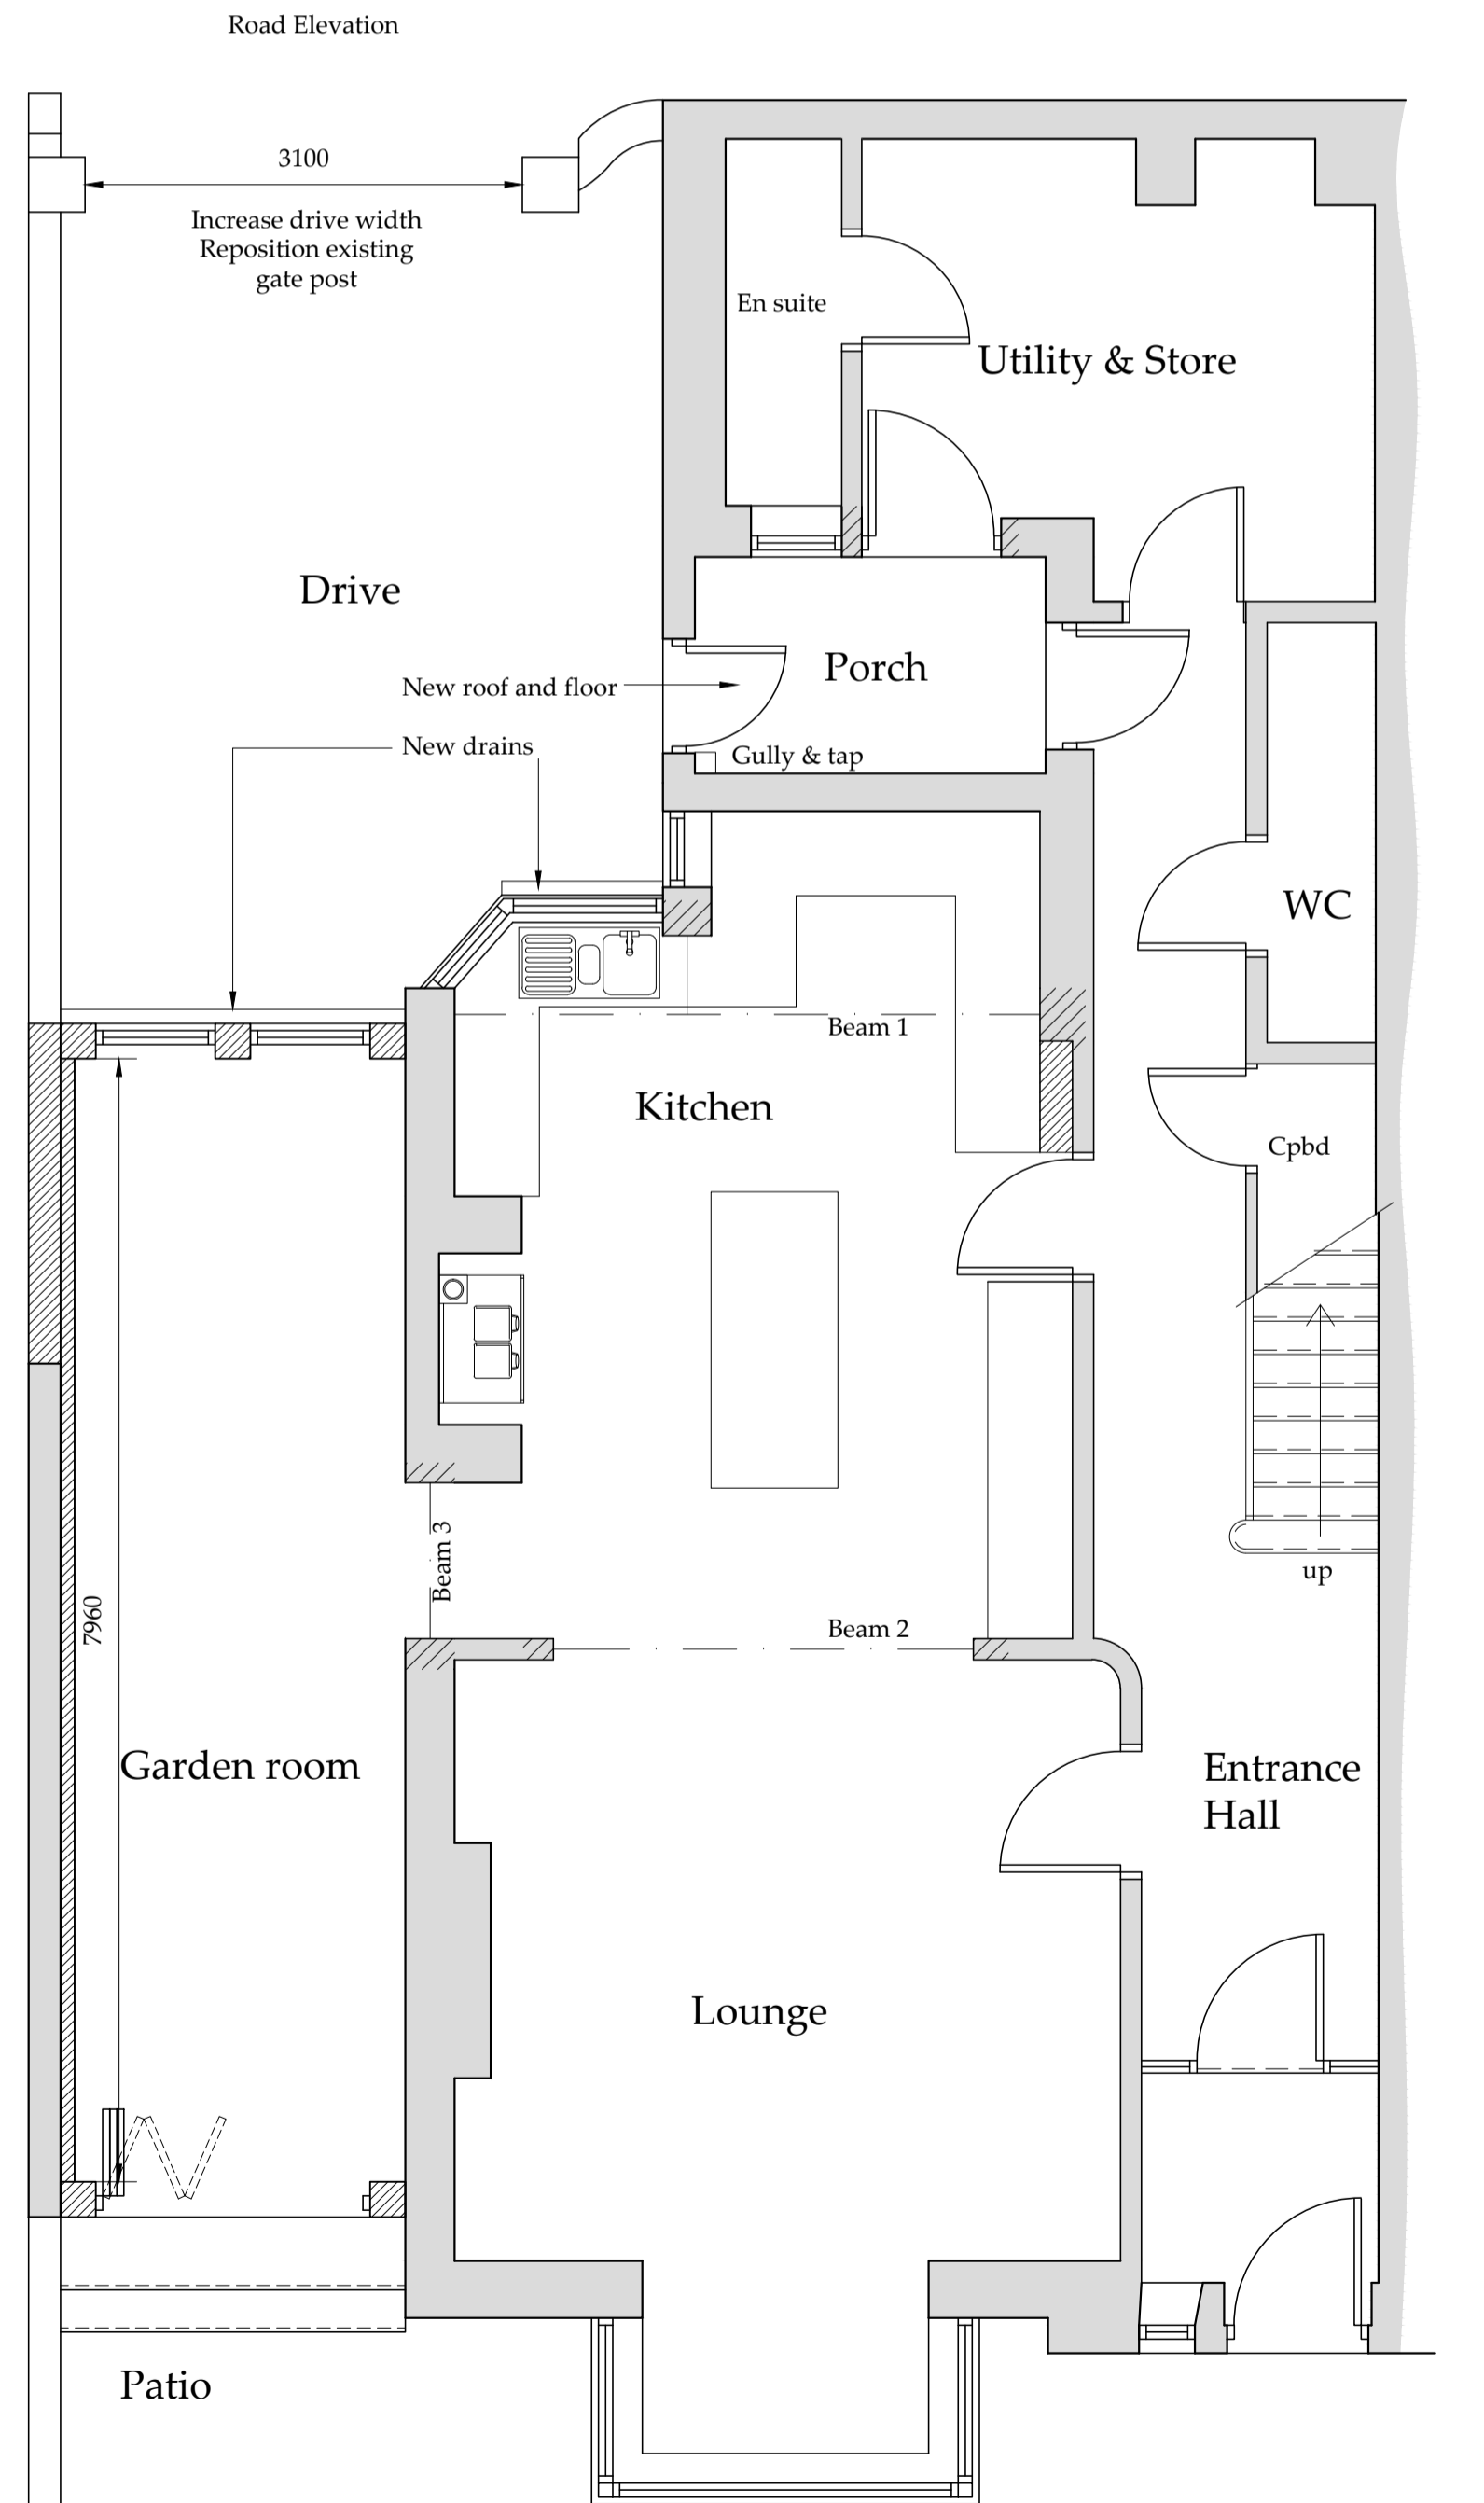 Road Elevation
3100
Increase drive width
Reposition existing
gate post
En suite
Utility & Store
Drive
Porch
New roof and floor
New drains
Gully & tap
WC
Beam 1
Kitchen
Cpbd
Beam 3
up
7960
Beam 2
Garden room
Entrance
Hall
Lounge
Patio